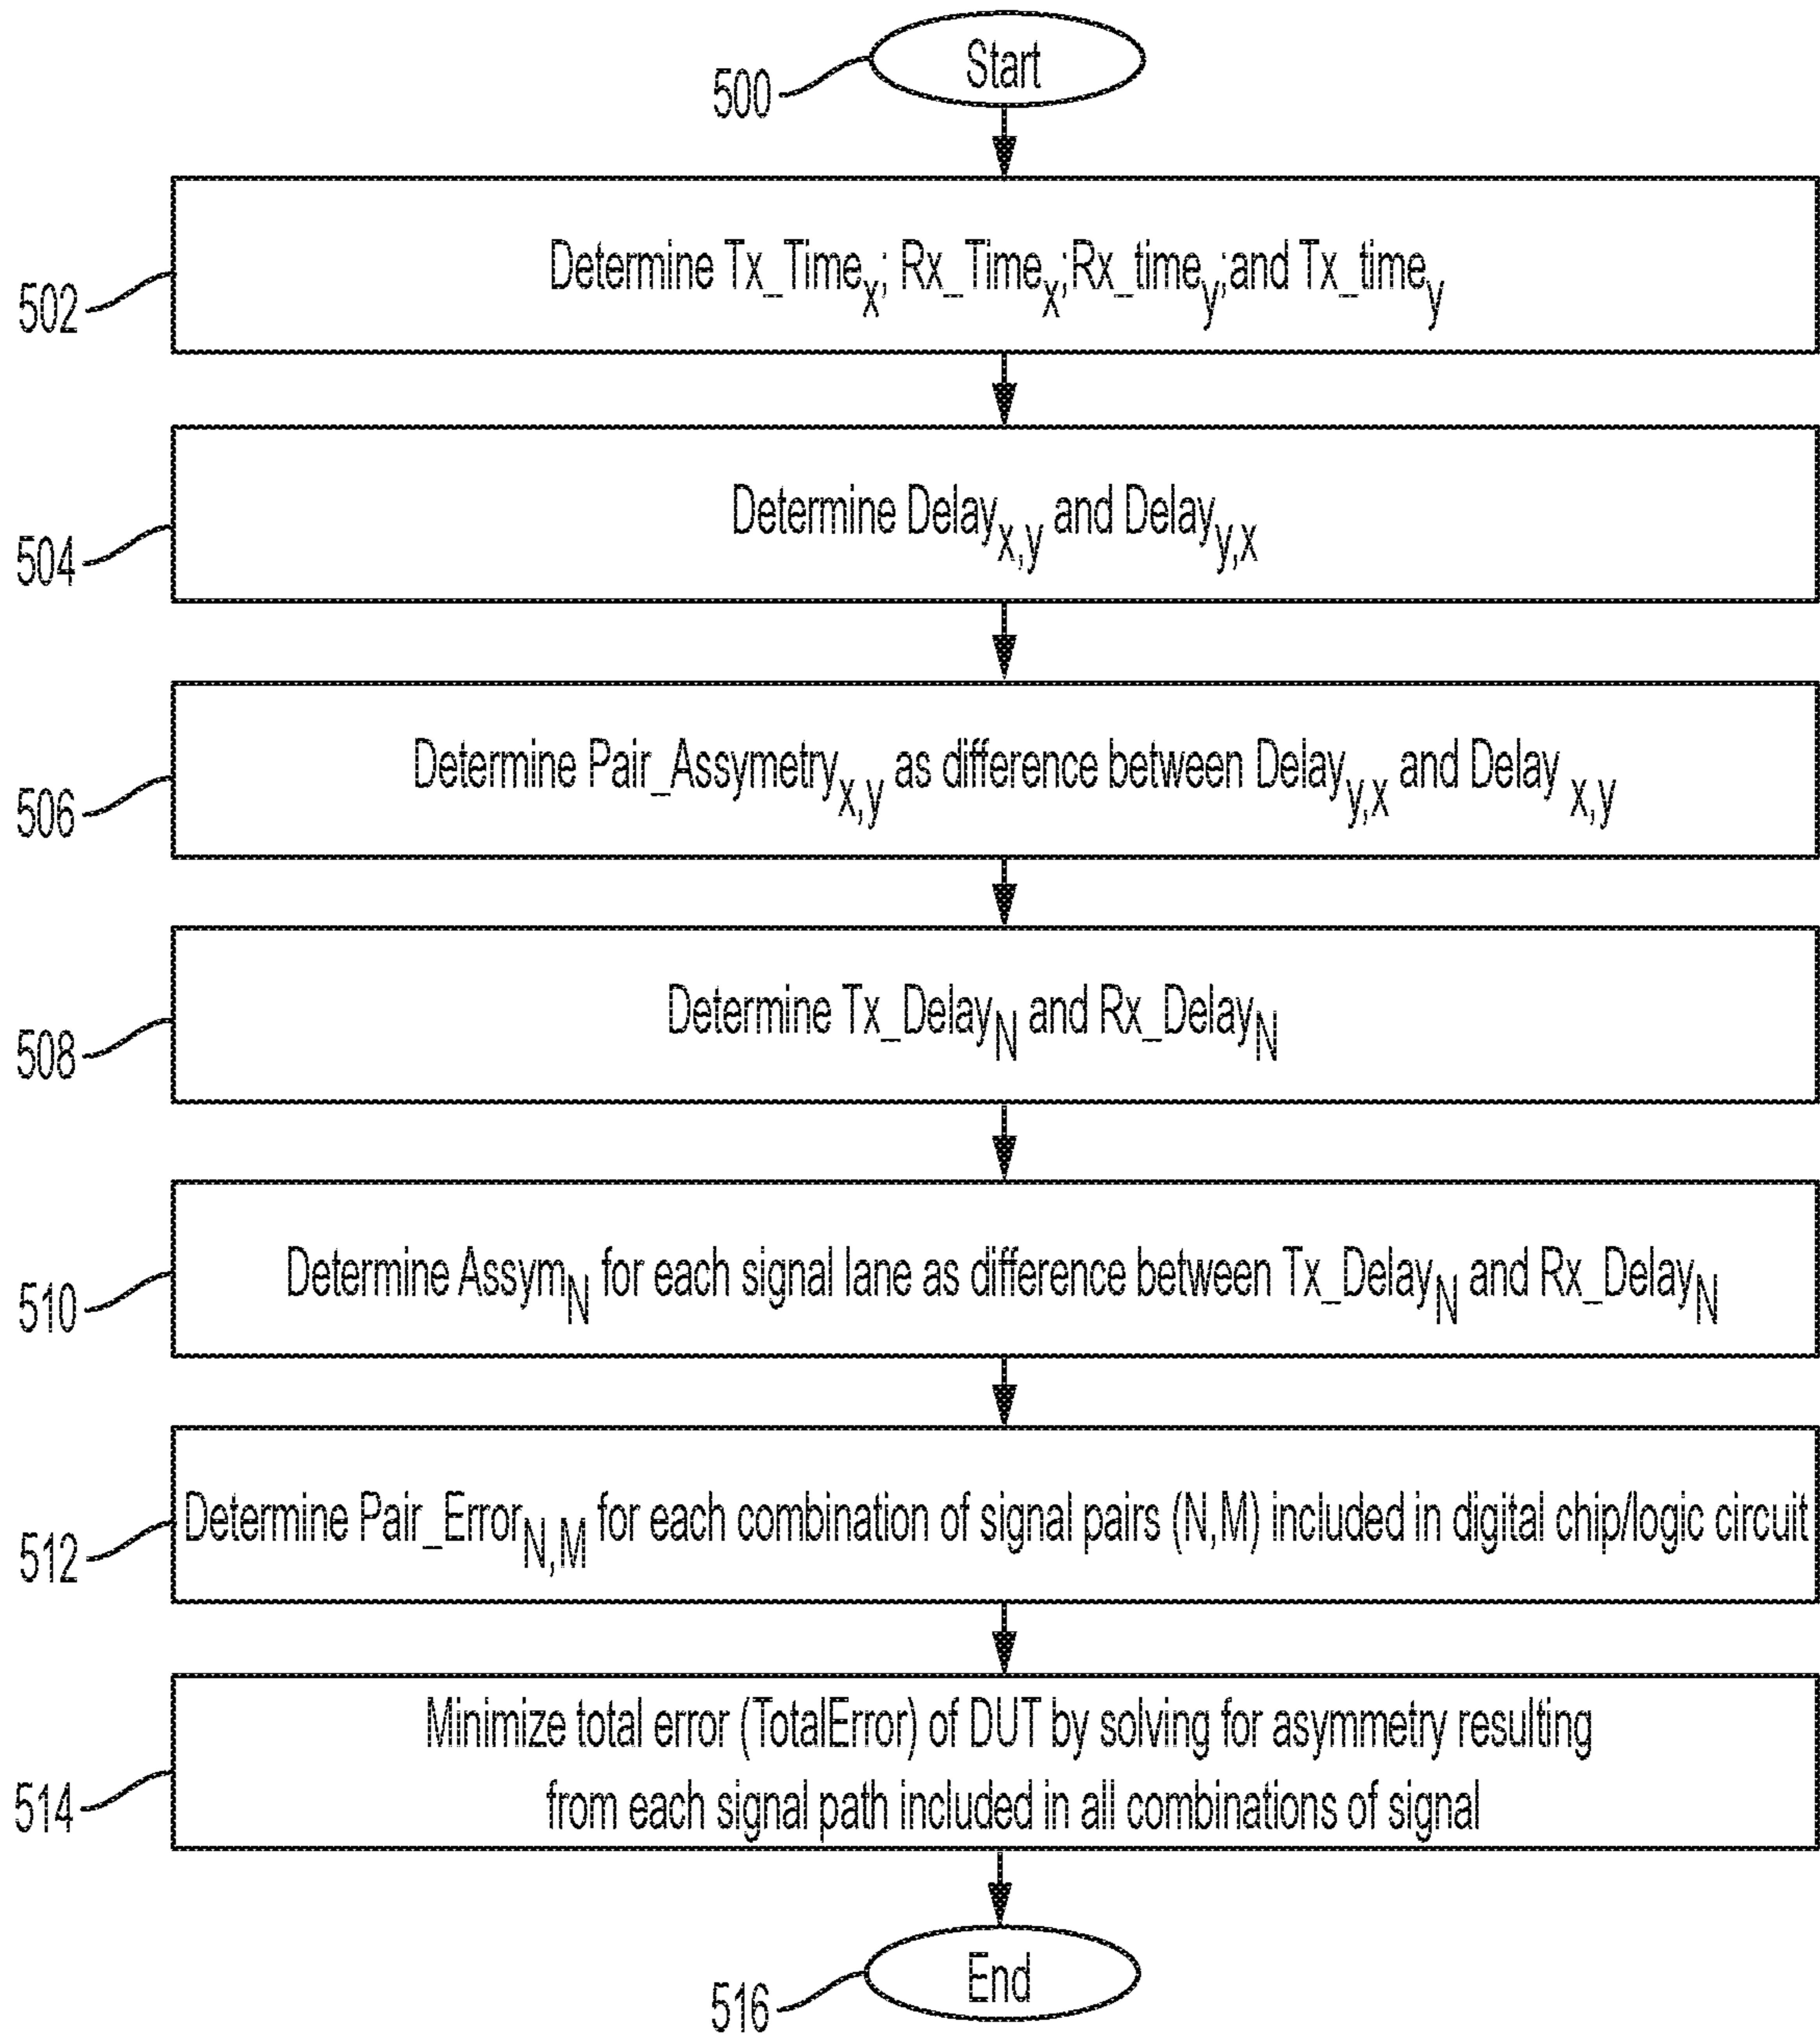 Start
500
Determine Tx_Timex; Rx_Timex;Rx_timey;and Tx_timey
502
Determine Delayx,y and Delayy,x
504
Determine Pair_Assymetryx,y as difference between Delayy,x and Delay x,y
506
Determine Tx_DelayN and Rx_DelayN
508
Determine AssymN for each signal lane as difference between Tx_DelayN and Rx_DelayN
510
Determine Pair_ErrorN,M for each combination of signal pairs (N,M) included in digital chip/logic circuit
512
Minimize total error (TotalError) of DUT by solving for asymmetry resulting
from each signal path included in all combinations of signal
514
End
516